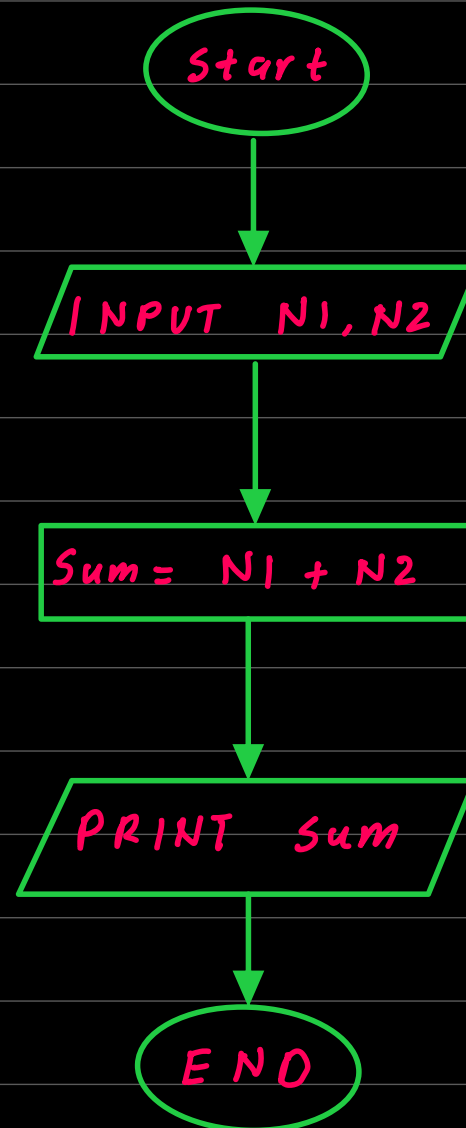 Start
INPUT N1, N2
Sum = N1 + N2
PRINT Sum
END